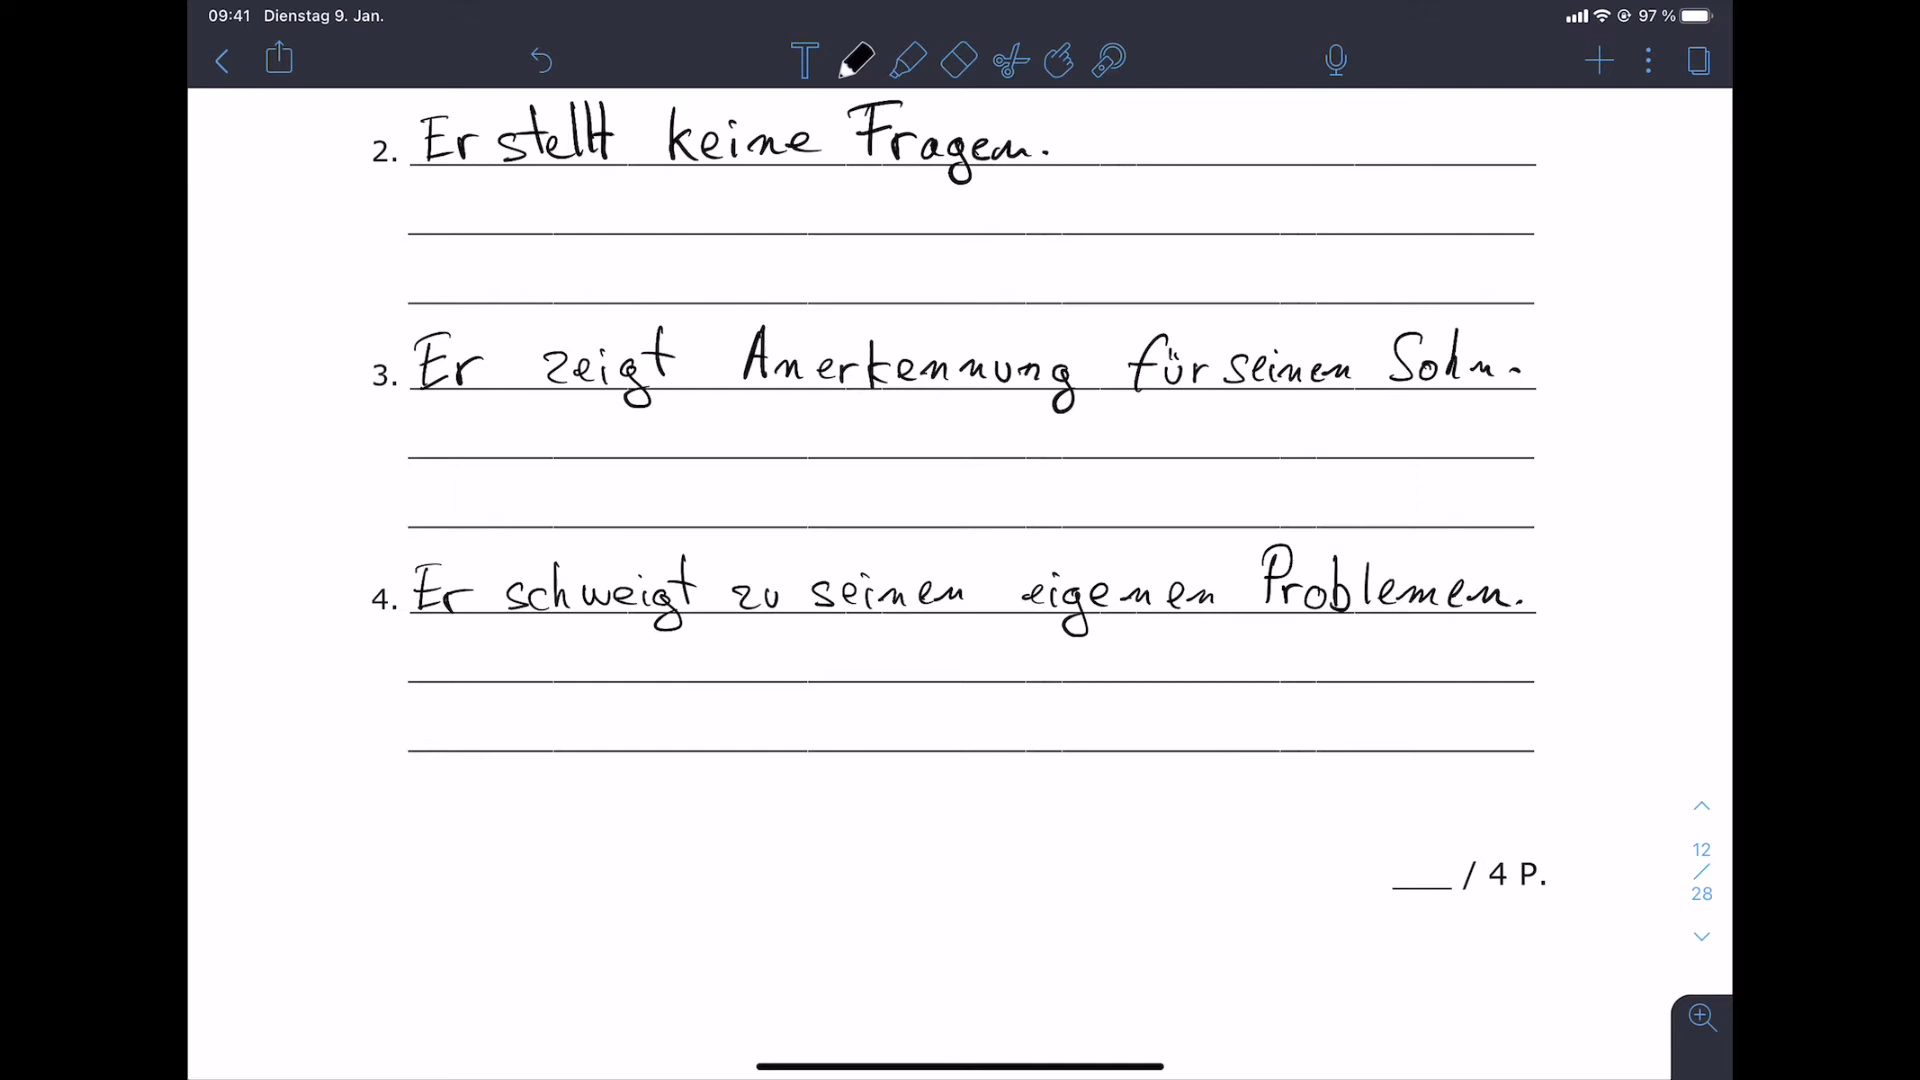 09:41 Dienstag 9. Jan. 97 %
2. Er stellt keine Fragen.
3. Er zeigt Anerkennung für seinen Sohn.
4. Er schweigt zu seinen eigenen Problemen.
12
/
28
____ / 4 P.